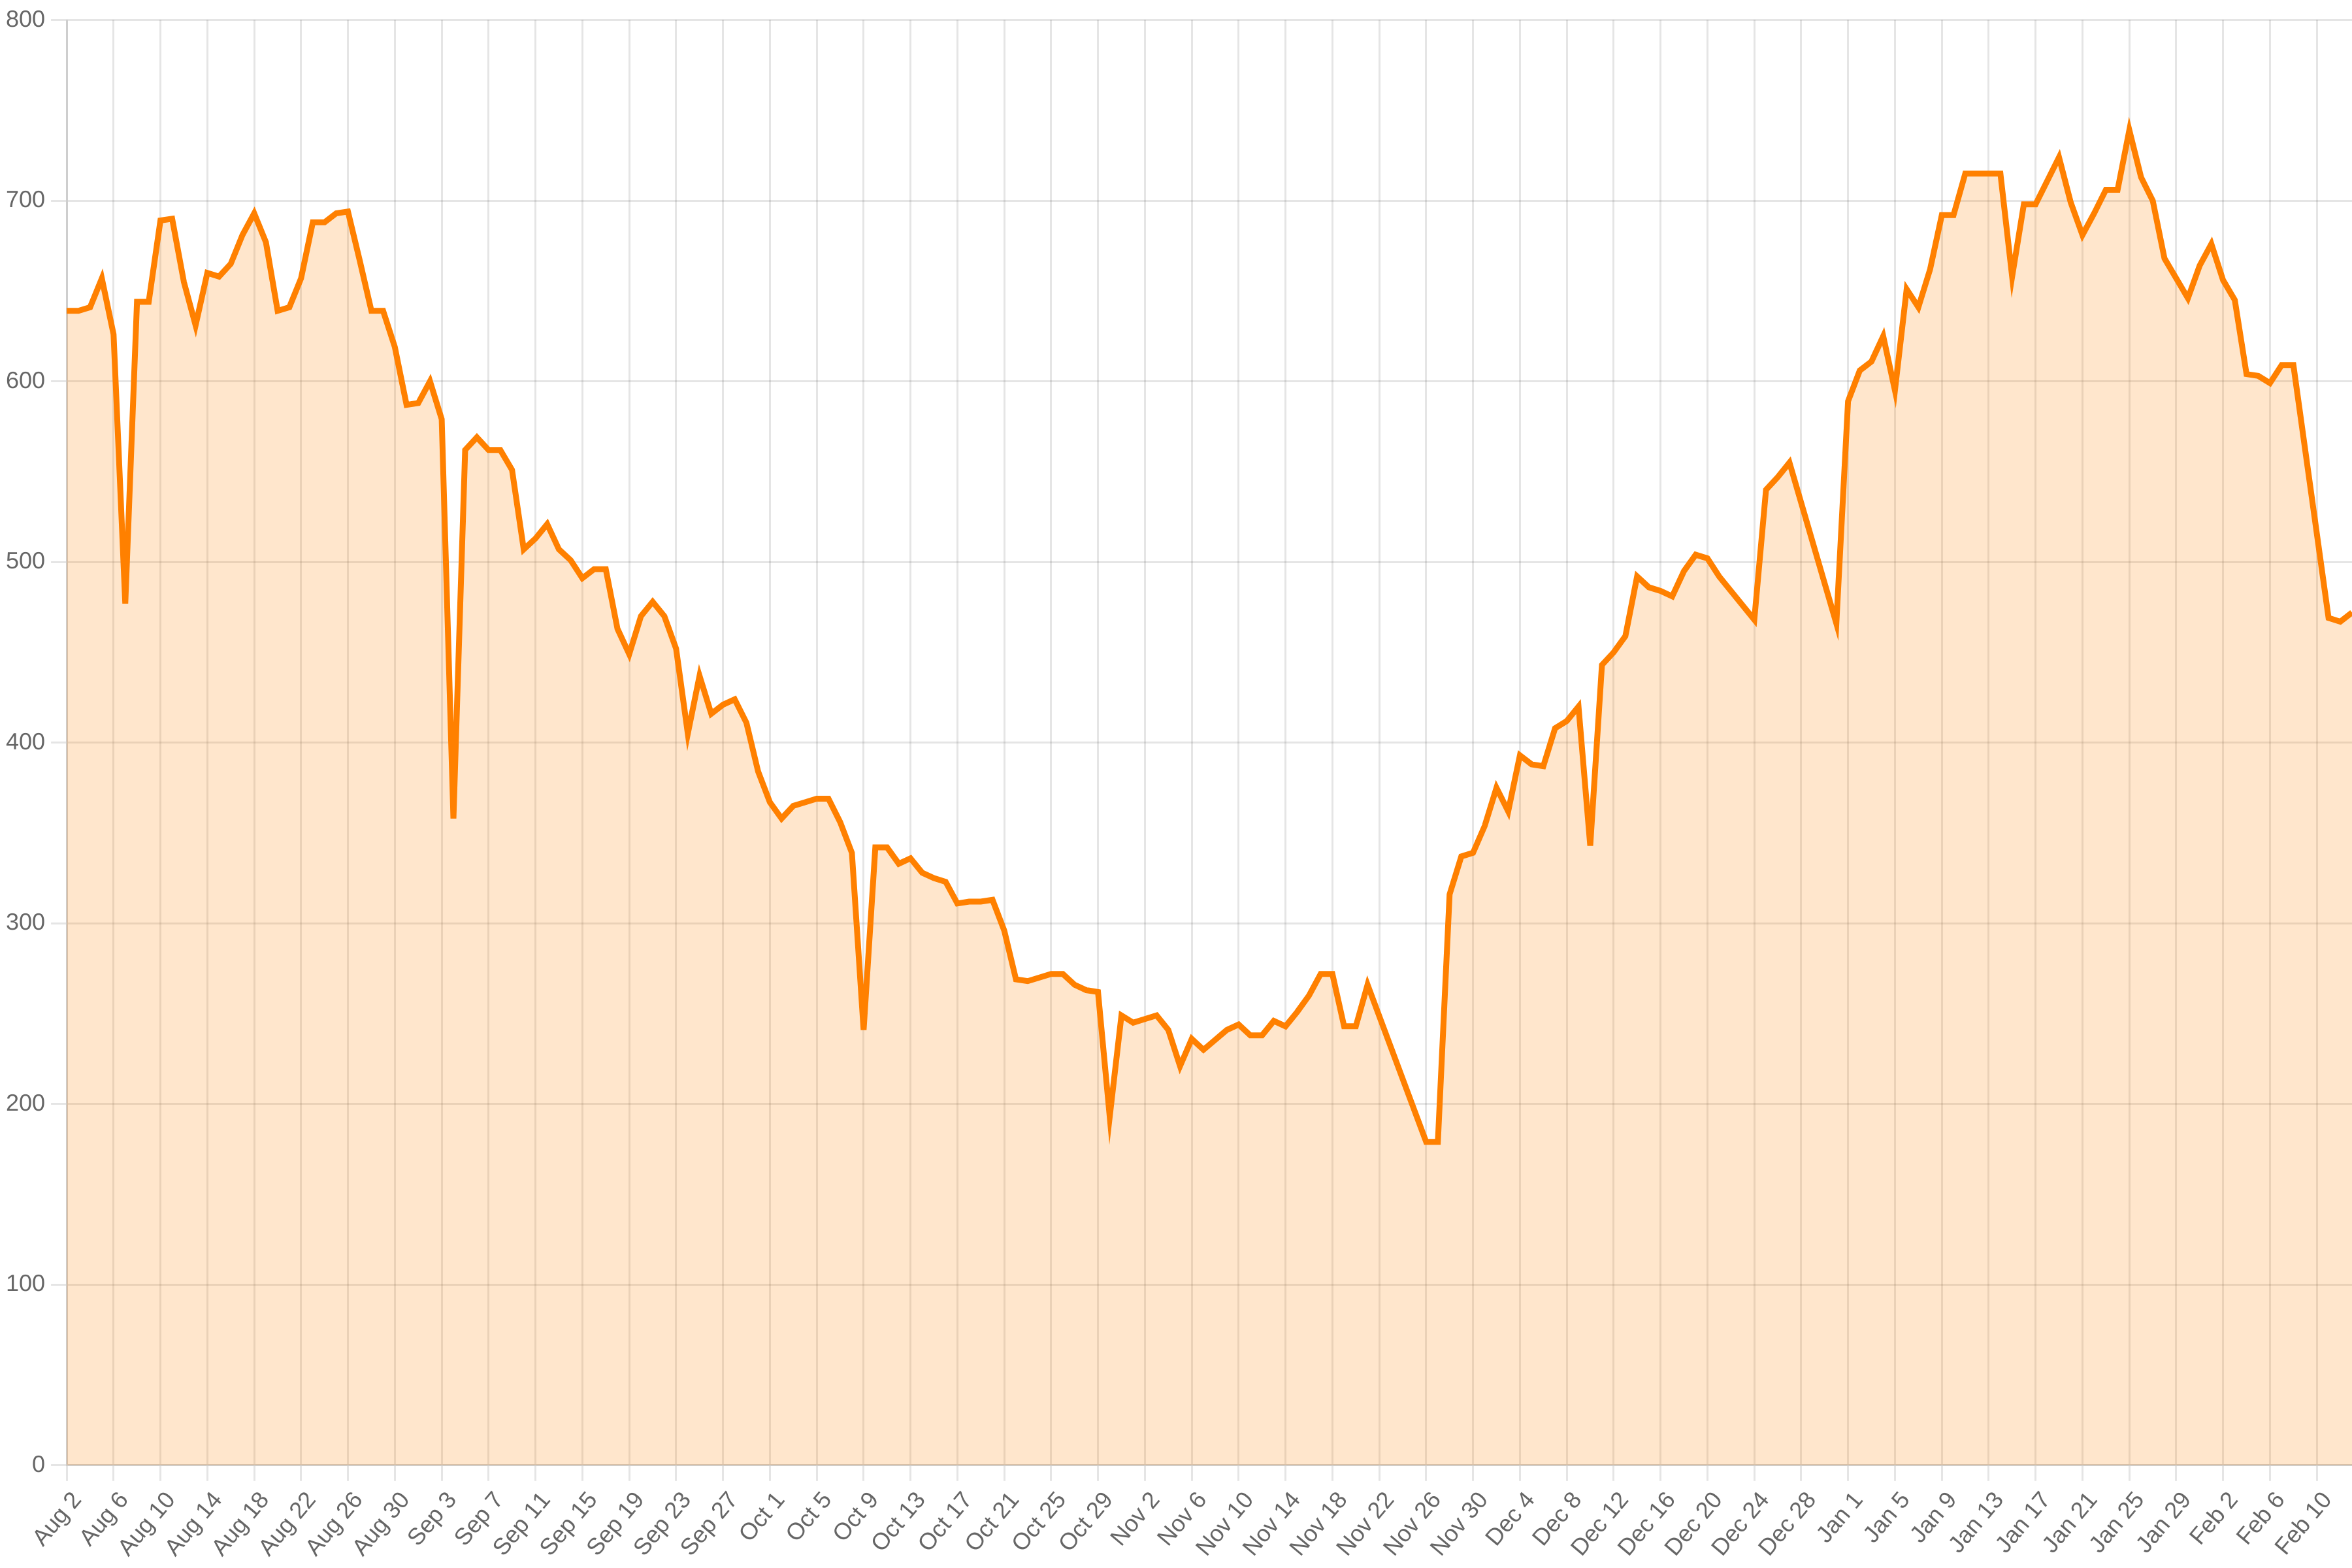 800
700
600
500
400
300
200
100
0
Aug 2
Aug 6
Aug 10
Aug 14
Aug 18
Aug 22
Aug 26
Aug 30
Sep 3
Sep 7
Sep 11
Sep 15
Sep 19
Sep 23
Sep 27
Oct 1
Oct 5
Oct 9
Oct 13
Oct 17
Oct 21
Oct 25
Oct 29
Nov 2
Nov 6
Nov 10
Nov 14
Nov 18
Nov 22
Nov 26
Nov 30
Dec 4
Dec 8
Dec 12
Dec 16
Dec 20
Dec 24
Dec 28
Jan 1
Jan 5
Jan 9
Jan 13
Jan 17
Jan 21
Jan 25
Jan 29
Feb 2
Feb 6
Feb 10